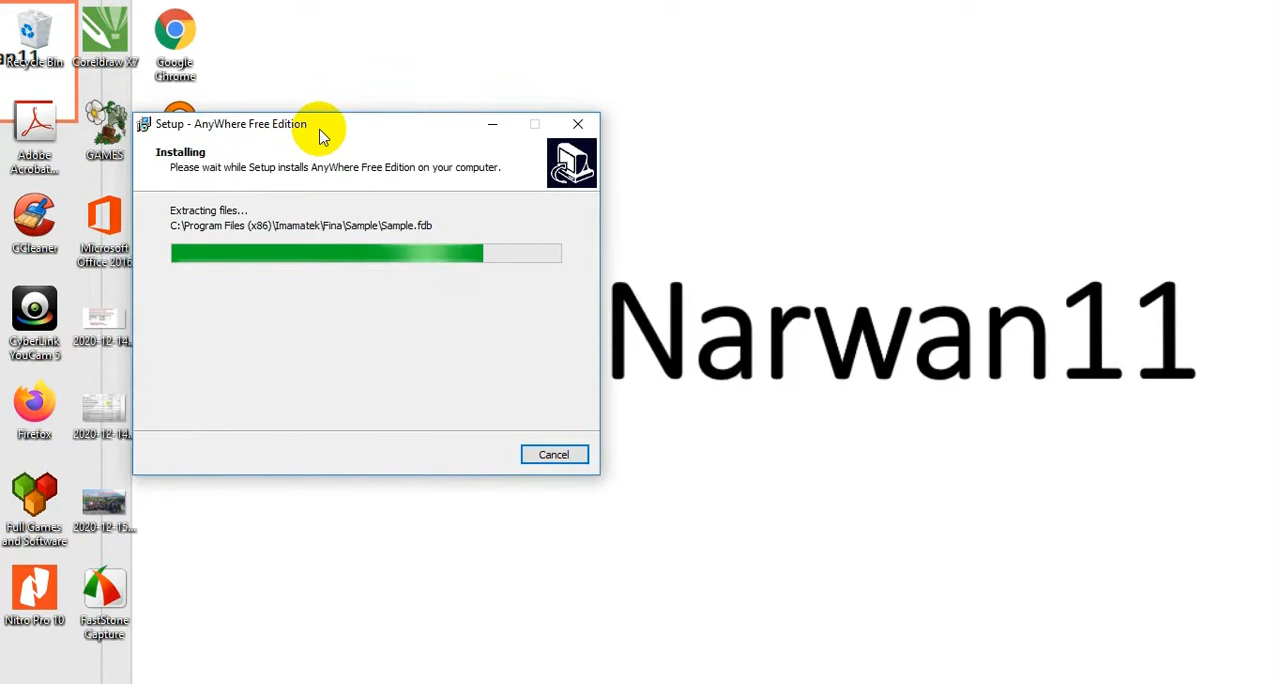 an11
Recycle Bin
Coreldraw X7
Google
Chrome
Adobe
Acrobat...
GAMES
CCleaner
Microsoft
Office 2016
CyberLink
YouCam 5
2020-12-14...
Firefox
2020-12-14...
Full Games
and Software
2020-12-15...
Nitro Pro 10
FastStone
Capture
Setup - AnyWhere Free Edition
Installing
Please wait while Setup installs AnyWhere Free Edition on your computer.
Extracting files...
C:\Program Files (x86)\Imamatek\Fina\Sample\Sample.fdb
Cancel
Narwan11